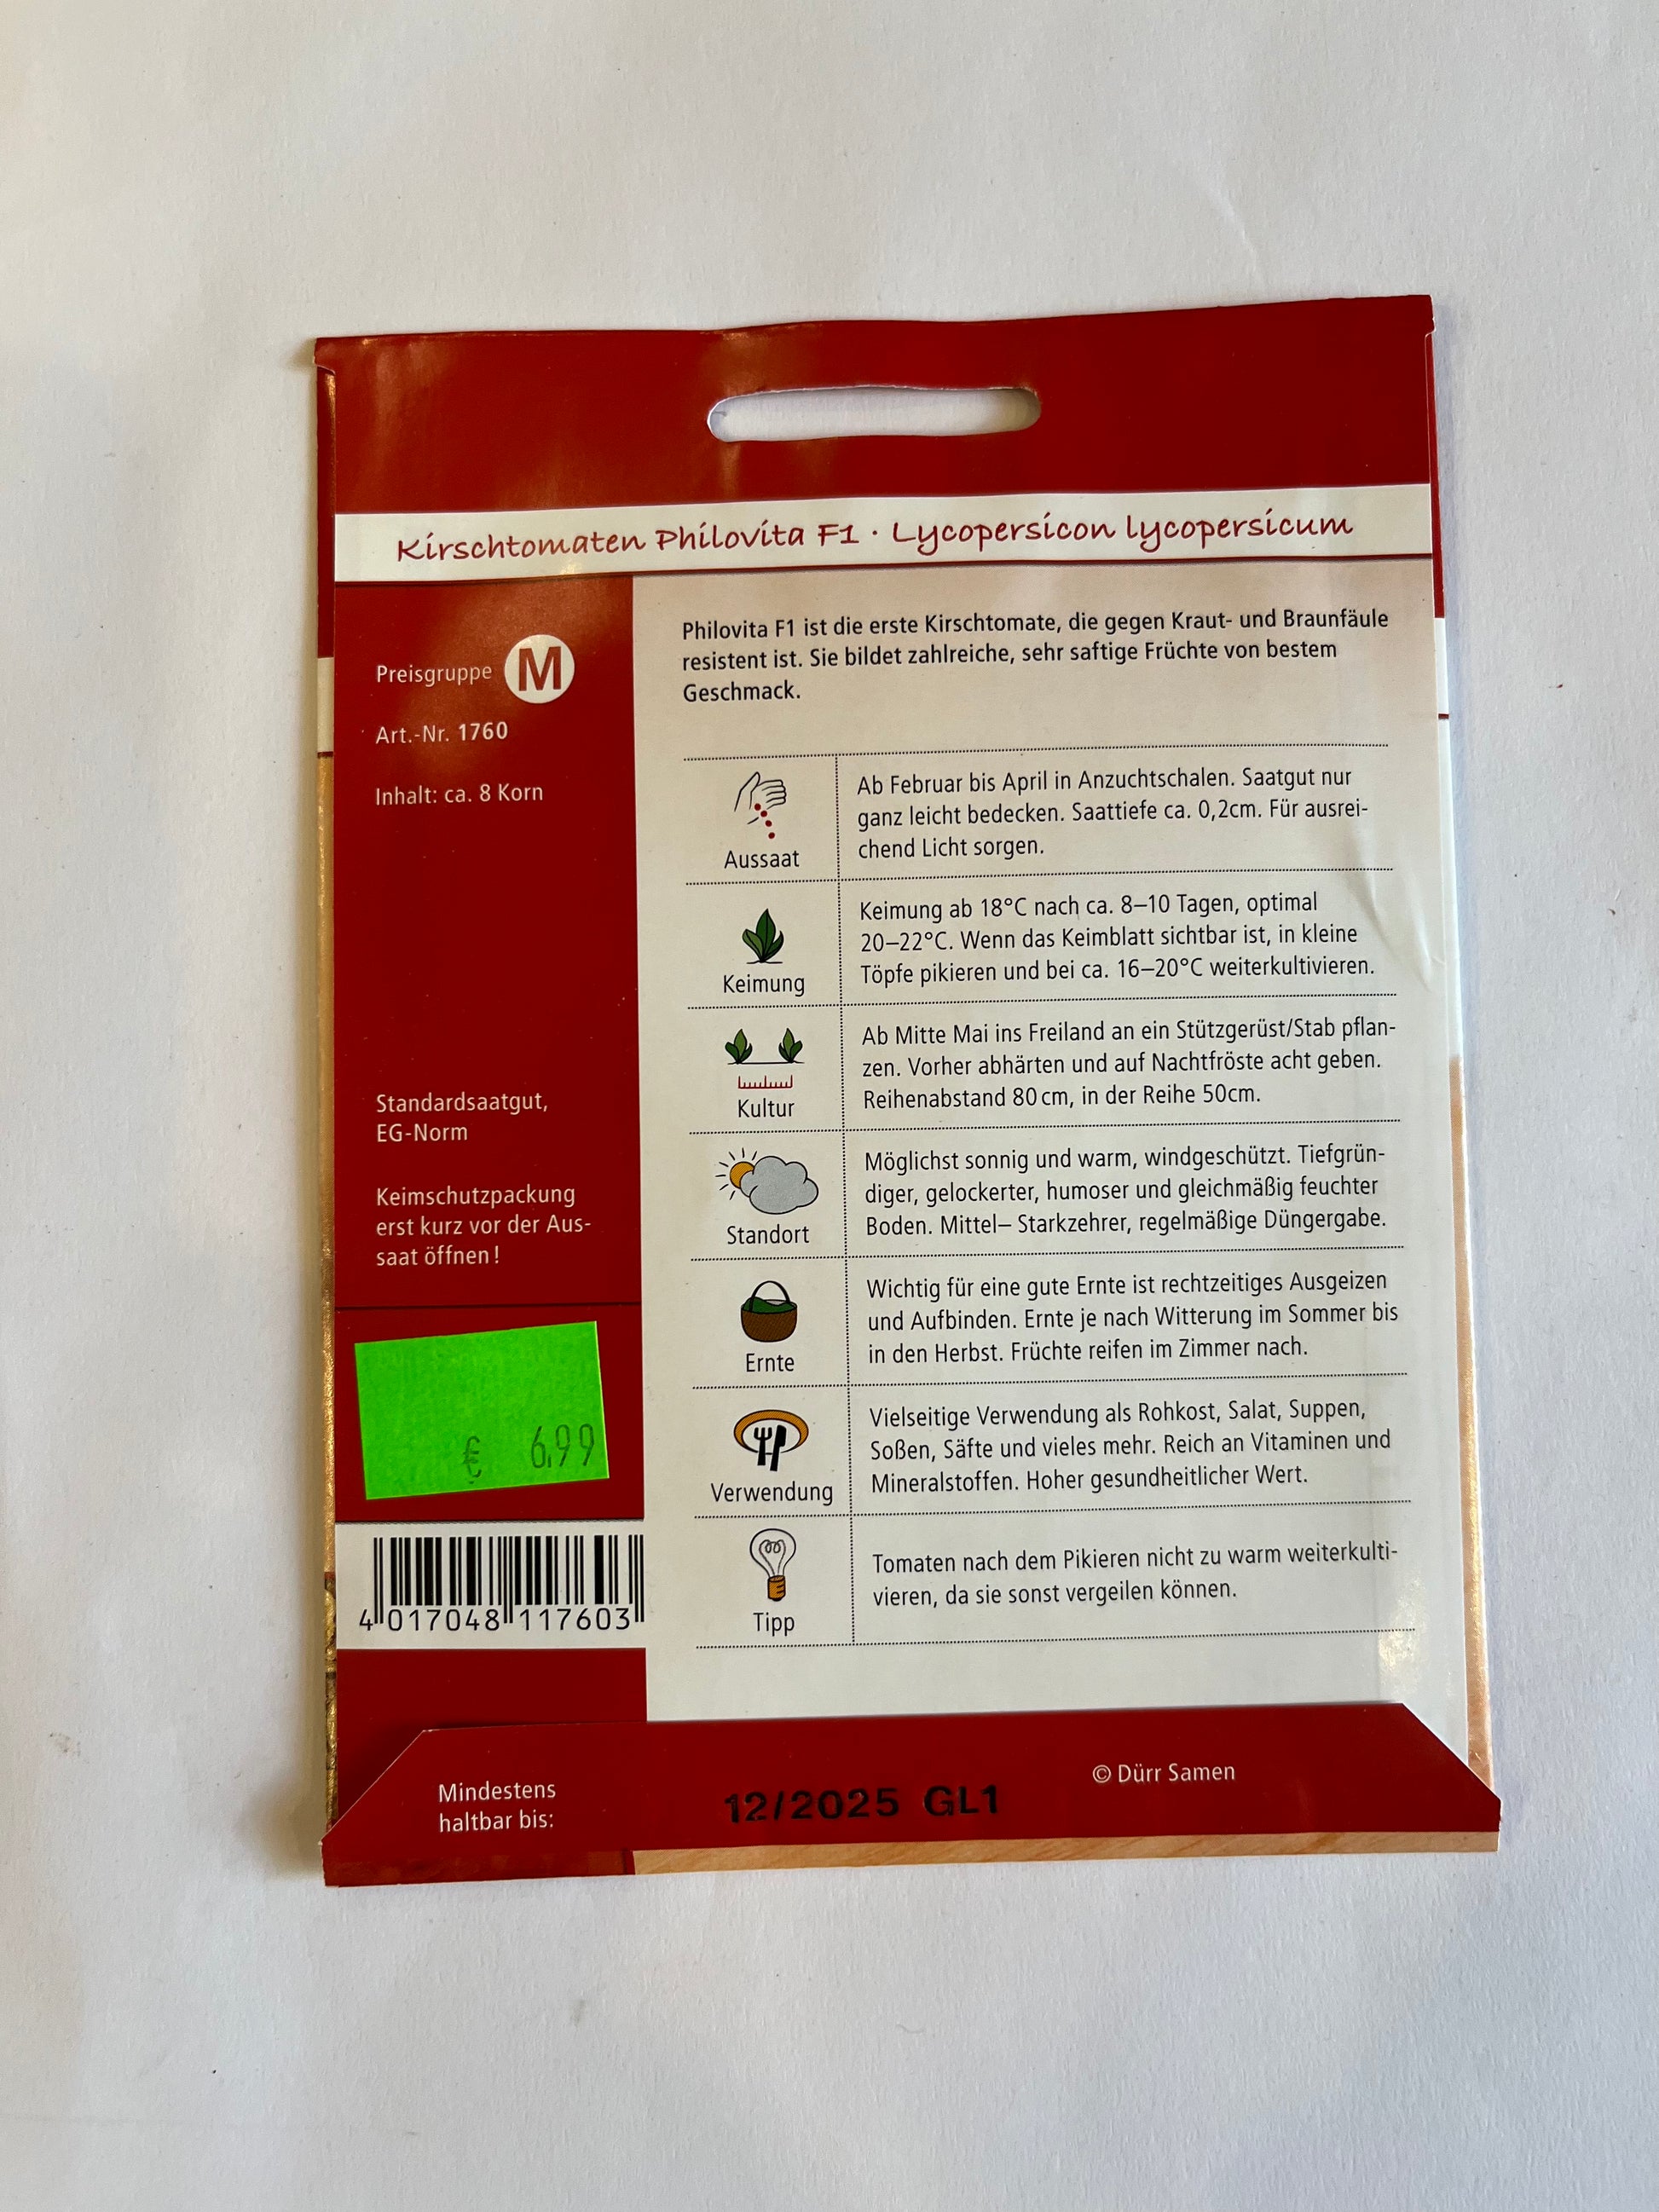 Kirschtomaten Philovita F1 · Lycopersicon lycopersicum
Preisgruppe M
Art.-Nr. 1760
Inhalt: ca. 8 Korn
Standardsaatgut,
EG-Norm
Keimschutzpackung
erst kurz vor der Aus-
saat öffnen!
€ 6,99
4 017048 117603
Philovita F1 ist die erste Kirschtomate, die gegen Kraut- und Braunfäule
resistent ist. Sie bildet zahlreiche, sehr saftige Früchte von bestem
Geschmack.
Aussaat
Ab Februar bis April in Anzuchtschalen. Saatgut nur
ganz leicht bedecken. Saattiefe ca. 0,2cm. Für ausrei-
chend Licht sorgen.
Keimung
Keimung ab 18°C nach ca. 8–10 Tagen, optimal
20–22°C. Wenn das Keimblatt sichtbar ist, in kleine
Töpfe pikieren und bei ca. 16–20°C weiterkultivieren.
Kultur
Ab Mitte Mai ins Freiland an ein Stützgerüst/Stab pflan-
zen. Vorher abhärten und auf Nachtfröste acht geben.
Reihenabstand 80 cm, in der Reihe 50cm.
Standort
Möglichst sonnig und warm, windgeschützt. Tiefgrün-
diger, gelockerter, humoser und gleichmäßig feuchter
Boden. Mittel– Starkzehrer, regelmäßige Düngergabe.
Ernte
Wichtig für eine gute Ernte ist rechtzeitiges Ausgeizen
und Aufbinden. Ernte je nach Witterung im Sommer bis
in den Herbst. Früchte reifen im Zimmer nach.
Verwendung
Vielseitige Verwendung als Rohkost, Salat, Suppen,
Soßen, Säfte und vieles mehr. Reich an Vitaminen und
Mineralstoffen. Hoher gesundheitlicher Wert.
Tipp
Tomaten nach dem Pikieren nicht zu warm weiterkulti-
vieren, da sie sonst vergeilen können.
Mindestens
haltbar bis:
12/2025 GL1
© Dürr Samen